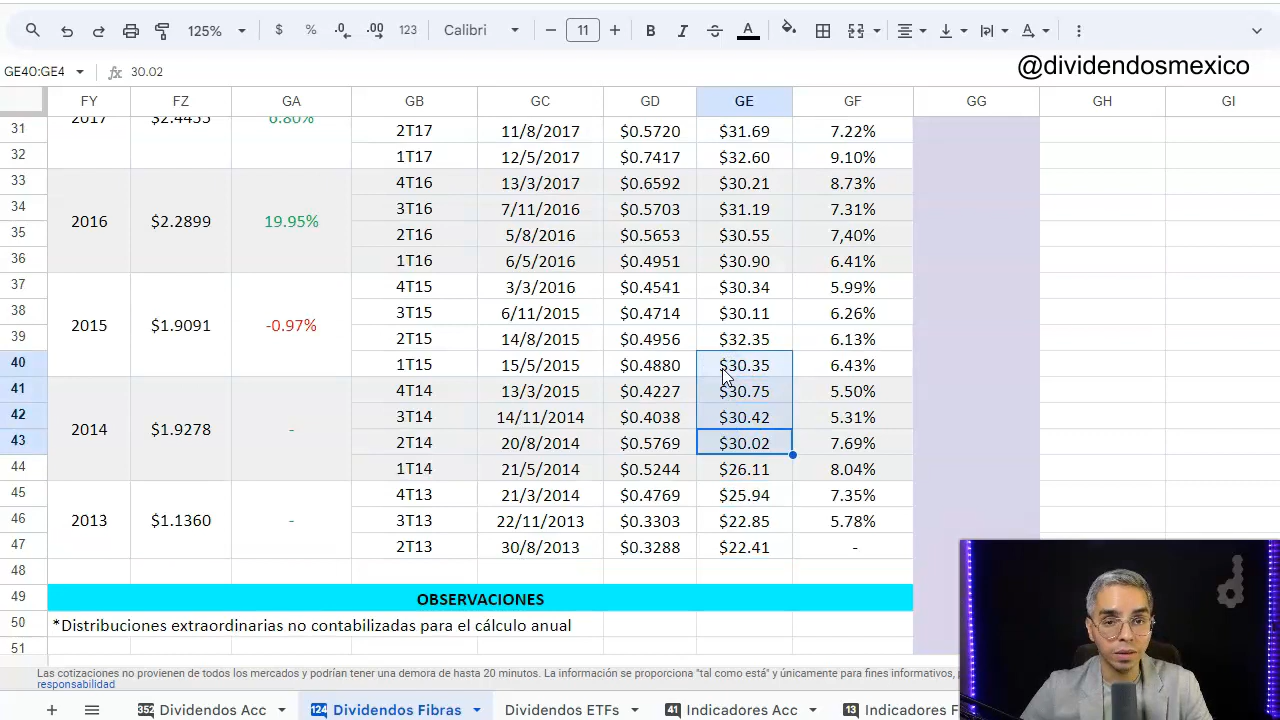 125% $ % 123 Calibri 11 B I A
GE40:GE4 fx 30.02
@dividendosmexico
FY FZ GA GB GC GD GE GF GG GH GI
2017 $2.4455 6.80%
31 2T17 11/8/2017 $0.5720 $31.69 7.22%
32 1T17 12/5/2017 $0.7417 $32.60 9.10%
33 4T16 13/3/2017 $0.6592 $30.21 8.73%
34 3T16 7/11/2016 $0.5703 $31.19 7.31%
2016 $2.2899 19.95%
35 2T16 5/8/2016 $0.5653 $30.55 7,40%
36 1T16 6/5/2016 $0.4951 $30.90 6.41%
37 4T15 3/3/2016 $0.4541 $30.34 5.99%
38 3T15 6/11/2015 $0.4714 $30.11 6.26%
2015 $1.9091 -0.97%
39 2T15 14/8/2015 $0.4956 $32.35 6.13%
40 1T15 15/5/2015 $0.4880 $30.35 6.43%
41 4T14 13/3/2015 $0.4227 $30.75 5.50%
42 3T14 14/11/2014 $0.4038 $30.42 5.31%
2014 $1.9278 -
43 2T14 20/8/2014 $0.5769 $30.02 7.69%
44 1T14 21/5/2014 $0.5244 $26.11 8.04%
45 4T13 21/3/2014 $0.4769 $25.94 7.35%
46 2013 $1.1360 - 3T13 22/11/2013 $0.3303 $22.85 5.78%
47 2T13 30/8/2013 $0.3288 $22.41 -
48
49 OBSERVACIONES
50 *Distribuciones extraordinarias no contabilizadas para el cálculo anual
51
Las cotizaciones no provienen de todos los mercados y podrían tener una demora de hasta 20 minutos. La información se proporciona "tal como está" y únicamente para fines informativos,
responsabilidad
352 Dividendos Acc 124 Dividendos Fibras Dividendos ETFs 41 Indicadores Acc 13 Indicadores F